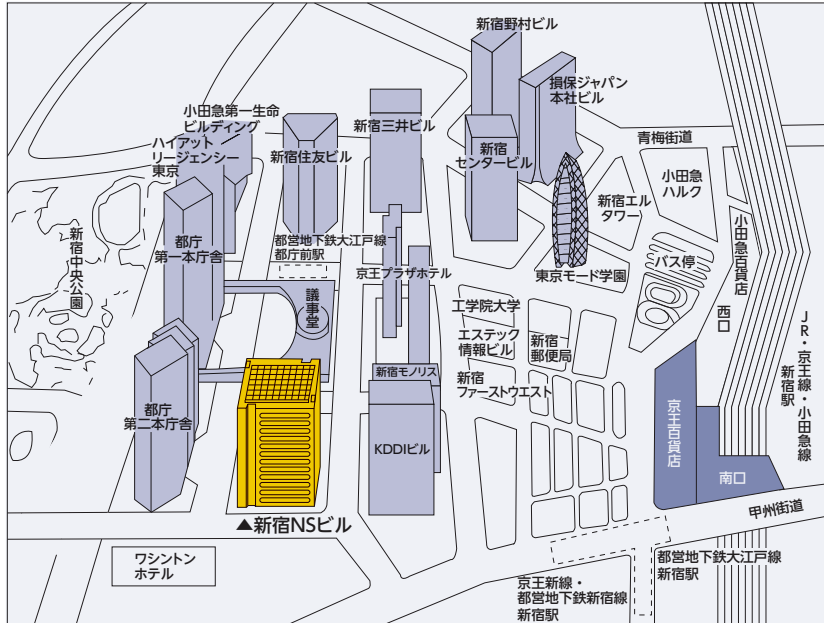 新宿野村ビル
損保ジャパン
本社ビル
小田急第一生命
ビルディング
ハイアット
リージェンシー
東京
新宿住友ビル
新宿三井ビル
新宿
センタービル
青梅街道
小田急
ハルク
新宿エル
タワー
小田急百貨店
バス停
東京モード学園
西口
JR・京王線・小田急線
新宿駅
新宿中央公園
都庁
第一本庁舎
都営地下鉄大江戸線
都庁前駅
議事堂
京王プラザホテル
工学院大学
エステック
情報ビル
新宿
郵便局
新宿
ファーストウエスト
新宿モノリス
KDDIビル
都庁
第二本庁舎
京王百貨店
南口
甲州街道
▲新宿NSビル
ワシントン
ホテル
京王新線・
都営地下鉄新宿線
新宿駅
都営地下鉄大江戸線
新宿駅